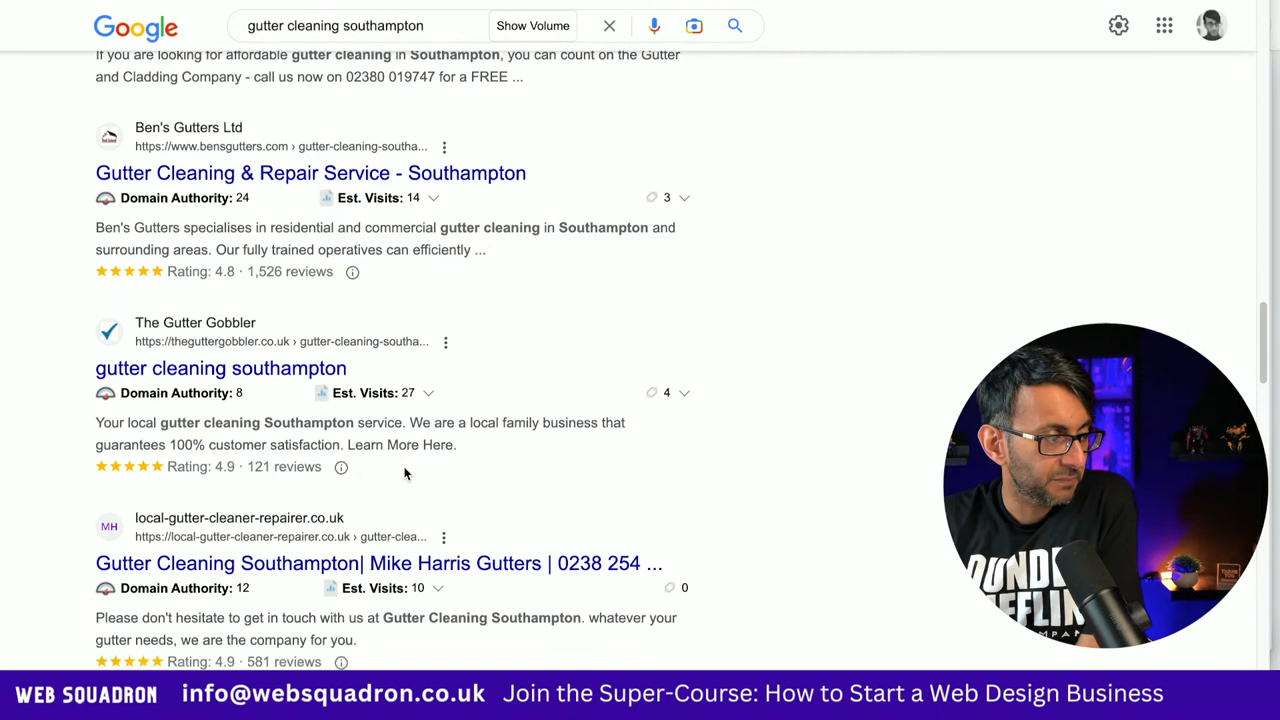 Google
gutter cleaning southampton
Show Volume
If you are looking for affordable gutter cleaning in Southampton, you can count on the Gutter
and Cladding Company - call us now on 02380 019747 for a FREE ...
Ben's Gutters Ltd
https://www.bensgutters.com › gutter-cleaning-southa...
Gutter Cleaning & Repair Service - Southampton
Domain Authority: 24
Est. Visits: 14
3
Ben's Gutters specialises in residential and commercial gutter cleaning in Southampton and
surrounding areas. Our fully trained operatives can efficiently ...
Rating: 4.8 · 1,526 reviews
The Gutter Gobbler
https://theguttergobbler.co.uk › gutter-cleaning-southa...
gutter cleaning southampton
Domain Authority: 8
Est. Visits: 27
4
Your local gutter cleaning Southampton service. We are a local family business that
guarantees 100% customer satisfaction. Learn More Here.
Rating: 4.9 · 121 reviews
MH
local-gutter-cleaner-repairer.co.uk
https://local-gutter-cleaner-repairer.co.uk › gutter-clea...
Gutter Cleaning Southampton| Mike Harris Gutters | 0238 254 ...
Domain Authority: 12
Est. Visits: 10
0
Please don't hesitate to get in touch with us at Gutter Cleaning Southampton. whatever your
gutter needs, we are the company for you.
Rating: 4.9 · 581 reviews
WEB SQUADRON
info@websquadron.co.uk
Join the Super-Course: How to Start a Web Design Business